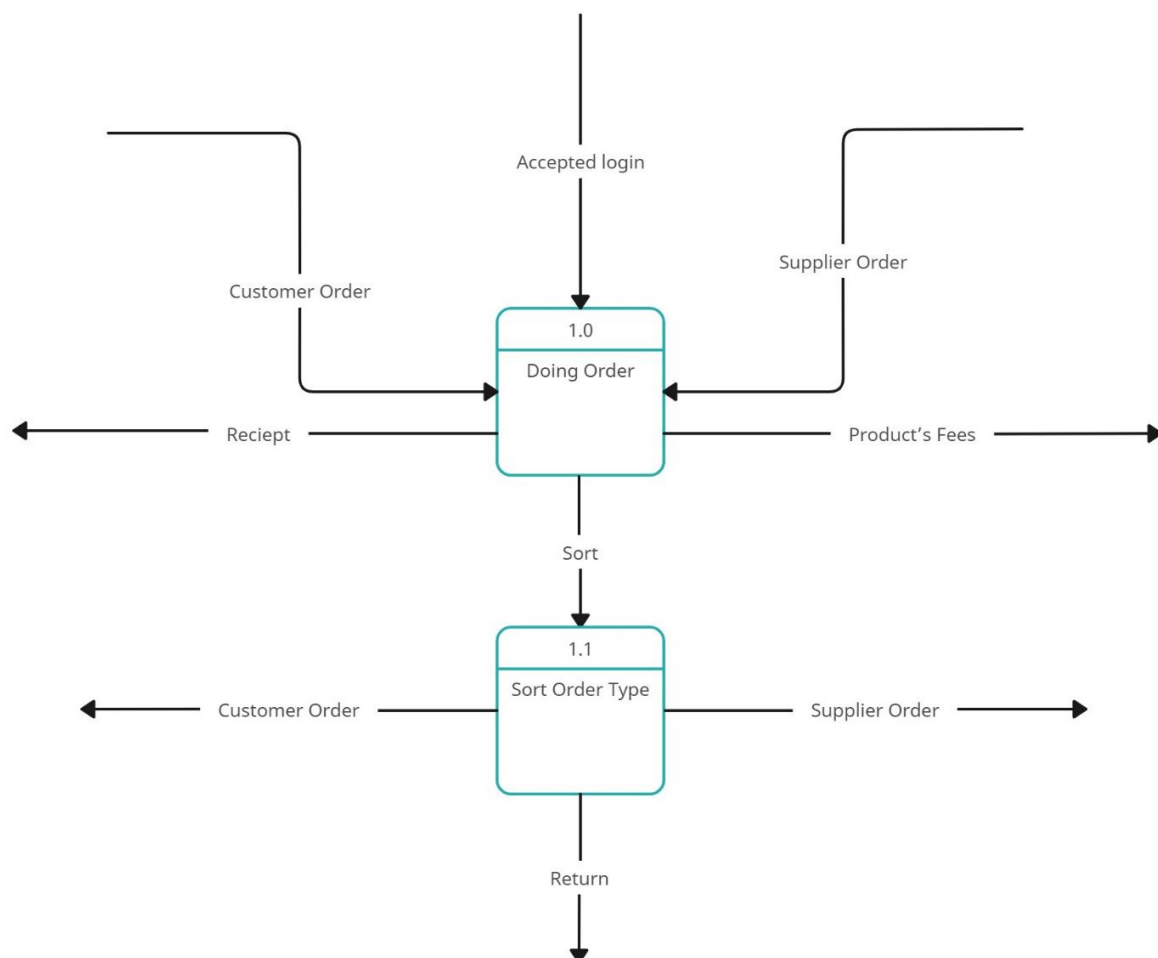 Accepted login
Supplier Order
Customer Order
1.0
Doing Order
Reciept
Product’s Fees
Sort
1.1
Sort Order Type
Customer Order
Supplier Order
Return